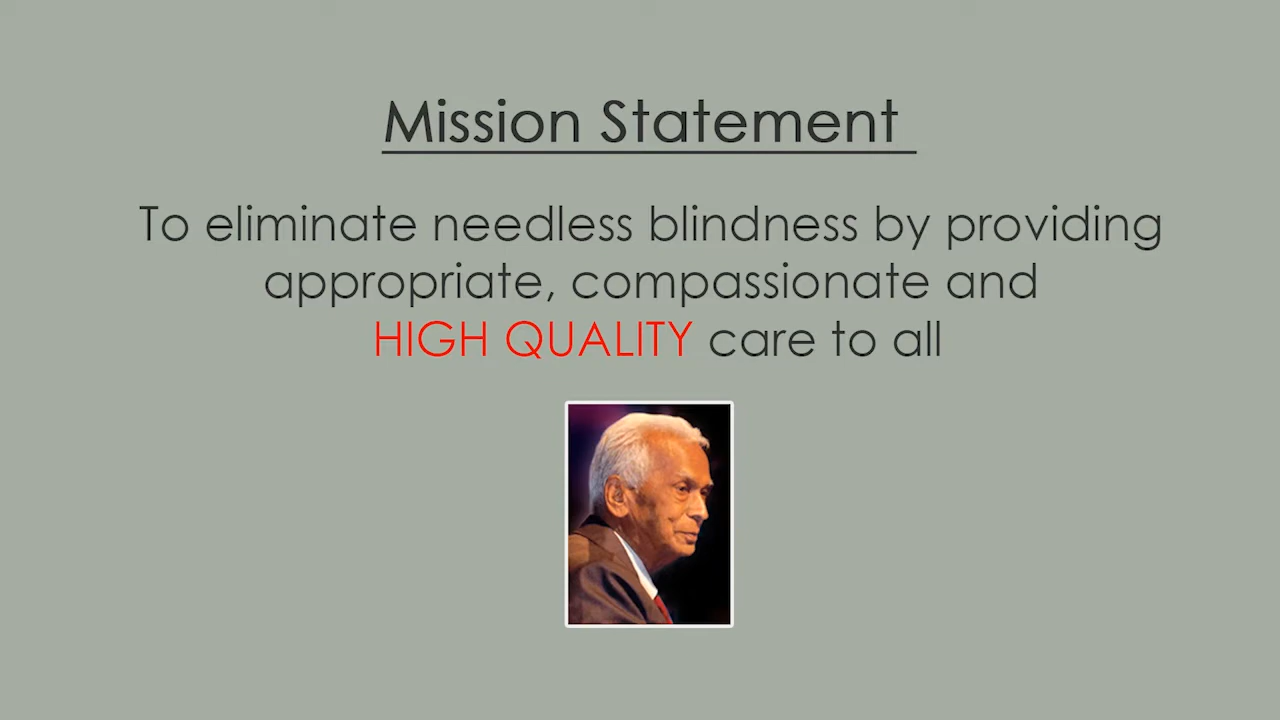 Mission Statement
To eliminate needless blindness by providing
appropriate, compassionate and
HIGH QUALITY care to all